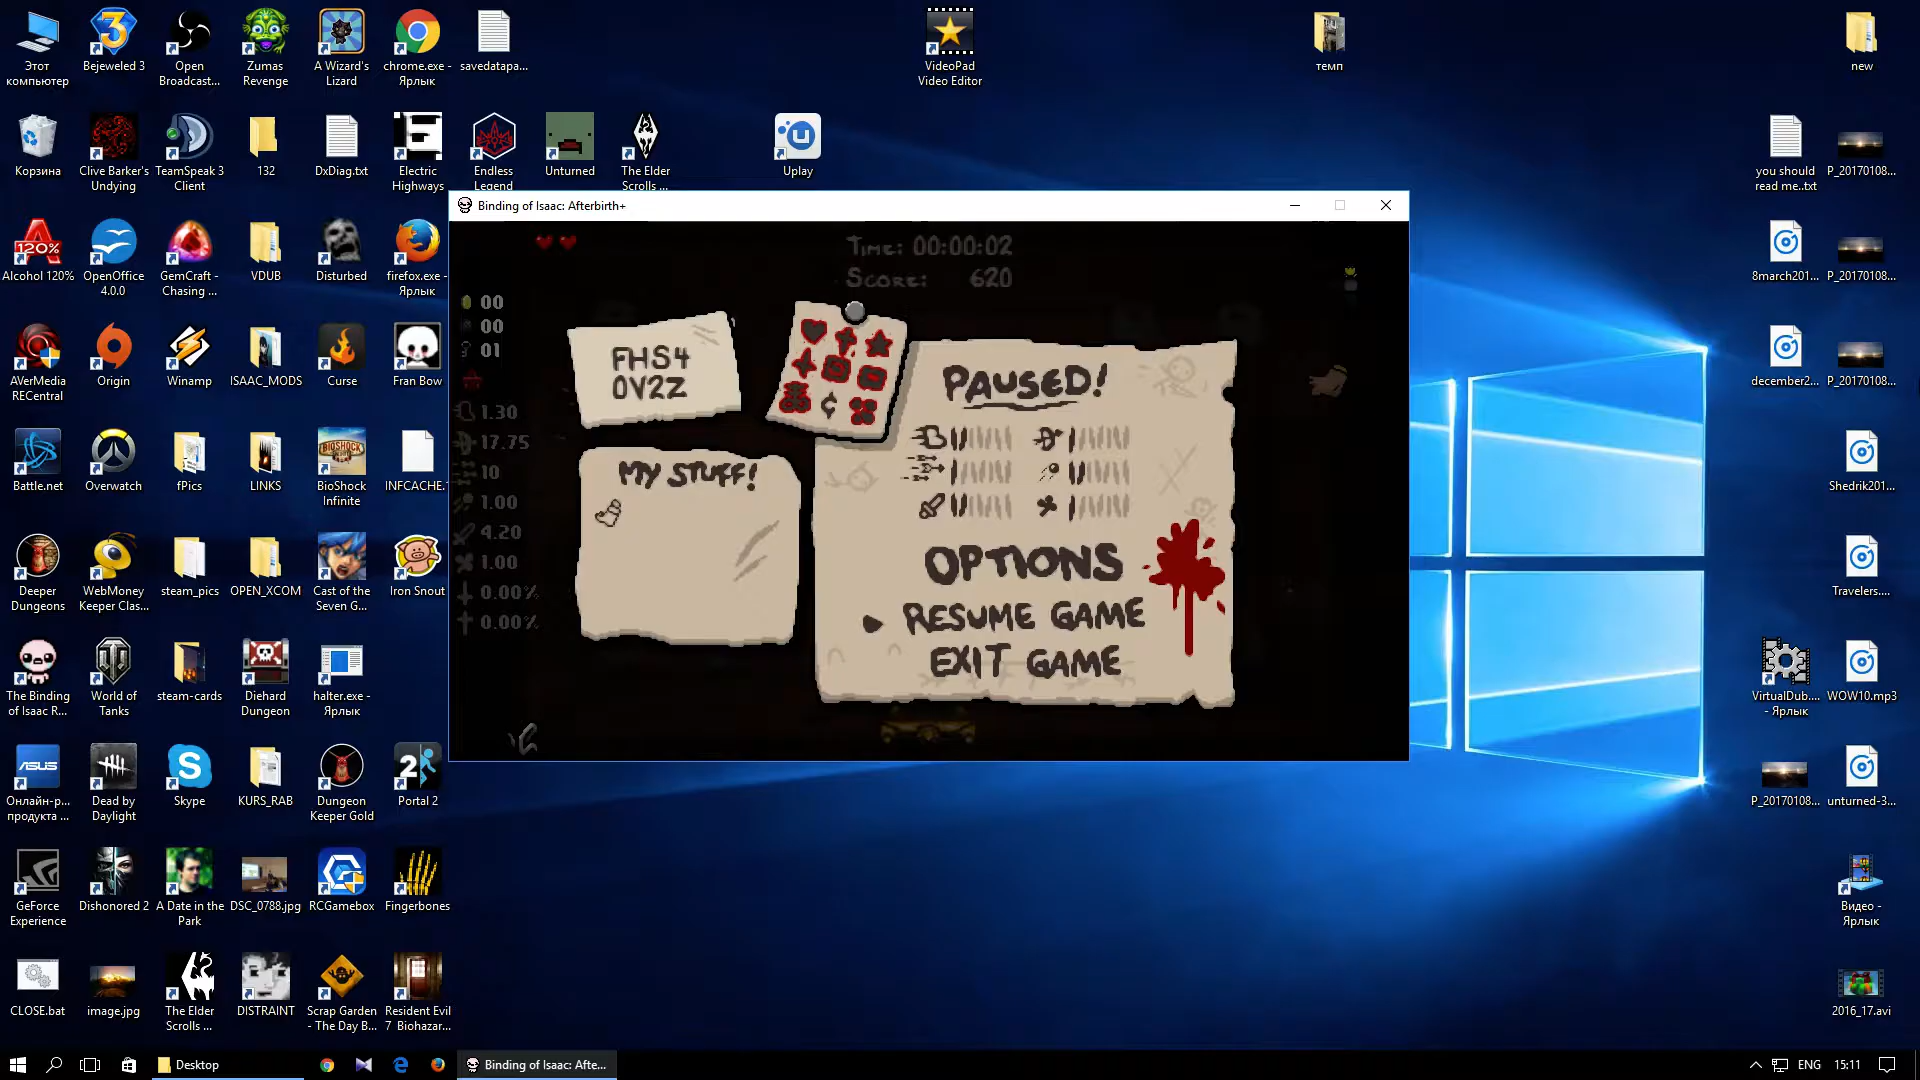 Этот компьютер
Bejeweled 3
Open Broadcast...
Zumas Revenge
A Wizard's Lizard
chrome.exe - Ярлык
savedatapa...
VideoPad Video Editor
темп
new
Корзина
Clive Barker's Undying
TeamSpeak 3 Client
132
DxDiag.txt
Electric Highways
Endless Legend
Unturned
The Elder Scrolls ...
Uplay
you should read me..txt
P_20170108...
Binding of Isaac: Afterbirth+
Alcohol 120%
OpenOffice 4.0.0
GemCraft - Chasing ...
VDUB
Disturbed
firefox.exe - Ярлык
8march201...
P_20170108...
Time: 00:00:02
Score: 620
00
00
01
1.30
17.75
10
1.00
4.20
1.00
0.00%
0.00%
FHS4
0V2Z
MY STUFF!
PAUSED!
OPTIONS
RESUME GAME
EXIT GAME
AVerMedia RECentral
Origin
Winamp
ISAAC_MODS
Curse
Fran Bow
december2...
P_20170108...
Battle.net
Overwatch
fPics
LINKS
BioShock Infinite
INFCACHE.
Shedrik201...
Deeper Dungeons
WebMoney Keeper Clas...
steam_pics
OPEN_XCOM
Cast of the Seven G...
Iron Snout
Travelers....
The Binding of Isaac R...
World of Tanks
steam-cards
Diehard Dungeon
halter.exe - Ярлык
VirtualDub.... - Ярлык
WOW10.mp3
Онлайн-р... продукта ...
Dead by Daylight
Skype
KURS_RAB
Dungeon Keeper Gold
Portal 2
P_20170108...
unturned-3...
GeForce Experience
Dishonored 2
A Date in the Park
DSC_0788.jpg
RCGamebox
Fingerbones
Видео - Ярлык
CLOSE.bat
image.jpg
The Elder Scrolls ...
DISTRAINT
Scrap Garden - The Day B...
Resident Evil 7 Biohazar...
2016_17.avi
Desktop
Binding of Isaac: Afte...
ENG
15:11